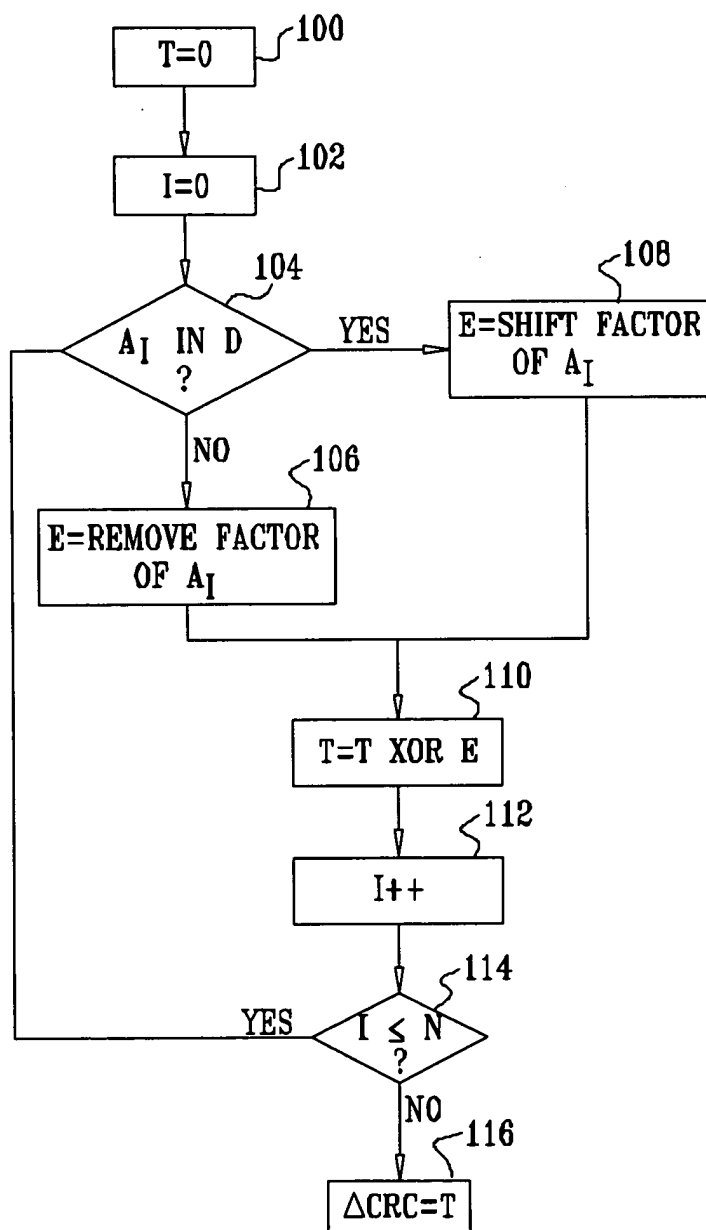 100
T=0
102
I=0
104
108
A_I IN D
?
YES
E=SHIFT FACTOR
OF A_I
NO
106
E=REMOVE FACTOR
OF A_I
110
T=T XOR E
112
I++
114
YES
I ≤ N
?
NO
116
ΔCRC=T